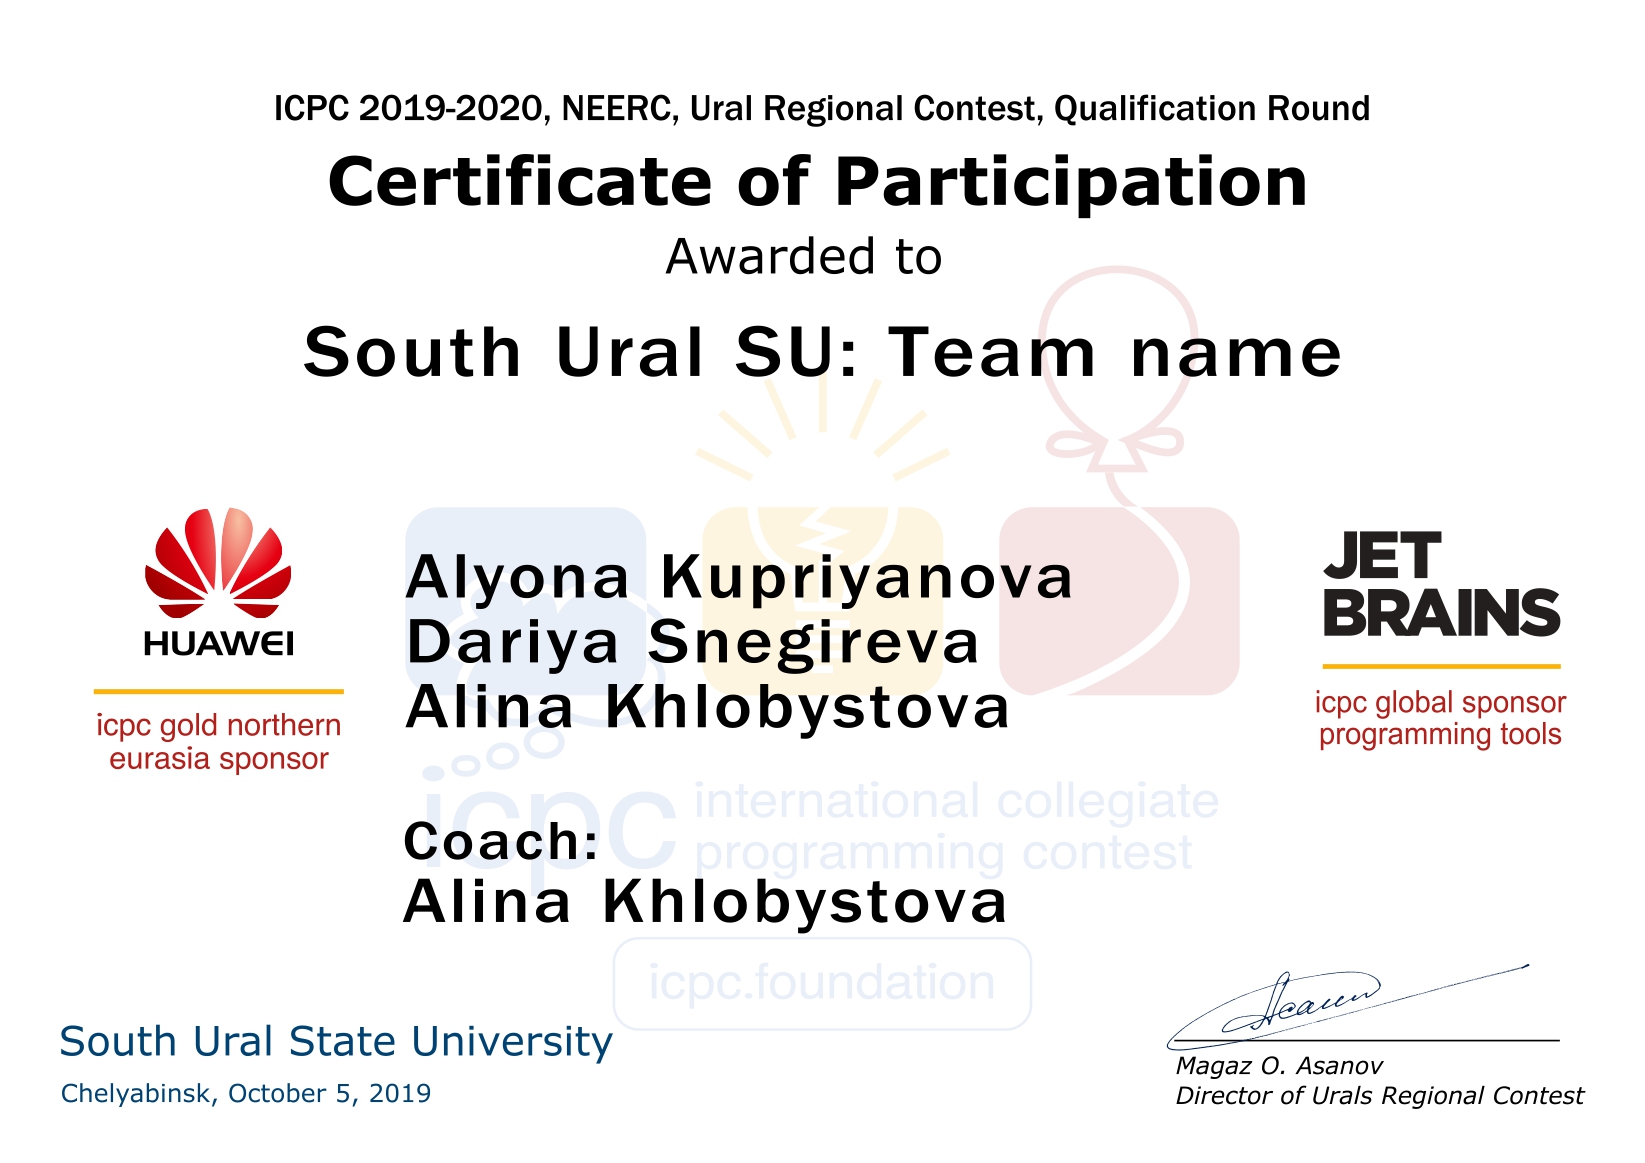 ICPC 2019-2020, NEERC, Ural Regional Contest, Qualification Round
Certificate of Participation
Awarded to
South Ural SU: Team name
HUAWEI
icpc gold northern
eurasia sponsor
Alyona Kupriyanova
Dariya Snegireva
Alina Khlobystova
JET
BRAINS
icpc global sponsor
programming tools
icpc
international collegiate
programming contest
Coach:
Alina Khlobystova
icpc.foundation
South Ural State University
Chelyabinsk, October 5, 2019
Magaz O. Asanov
Director of Urals Regional Contest